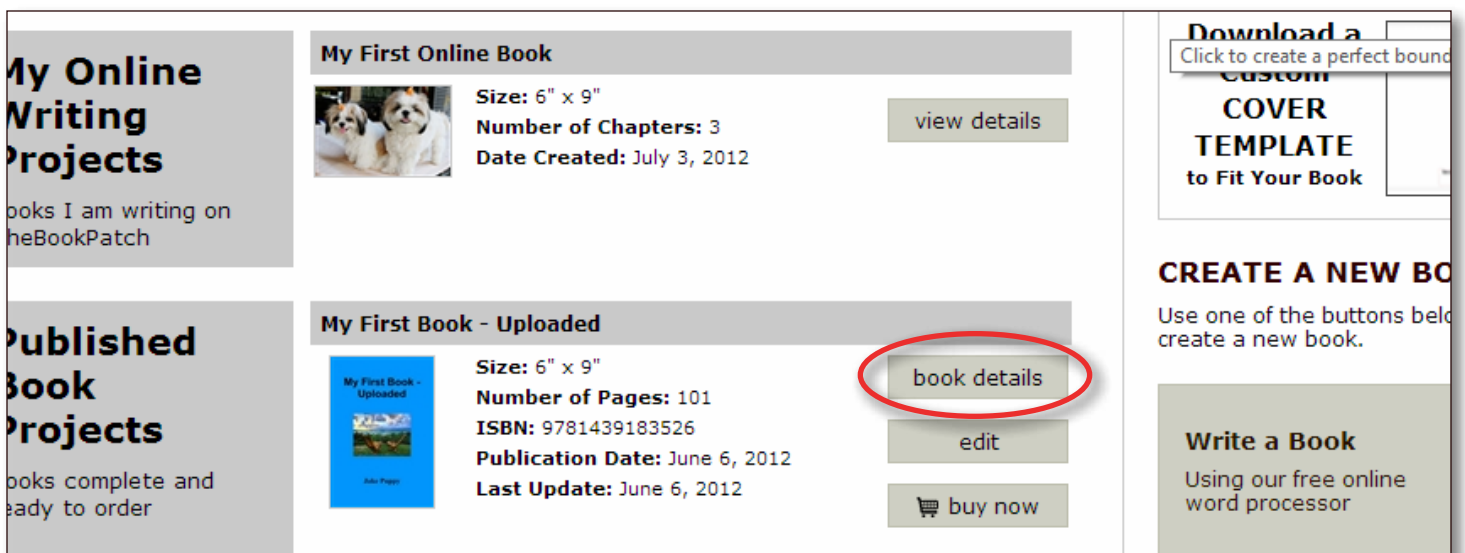 My Online
Writing
Projects
ooks I am writing on
heBookPatch
My First Online Book
Size: 6" x 9"
Number of Chapters: 3
Date Created: July 3, 2012
view details
Published
Book
Projects
ooks complete and
eady to order
My First Book - Uploaded
My First Book -
Uploaded
John Puppy
Size: 6" x 9"
Number of Pages: 101
ISBN: 9781439183526
Publication Date: June 6, 2012
Last Update: June 6, 2012
book details
edit
buy now
Download a
Click to create a perfect bound
Custom
COVER
TEMPLATE
to Fit Your Book
CREATE A NEW BO
Use one of the buttons belo
create a new book.
Write a Book
Using our free online
word processor